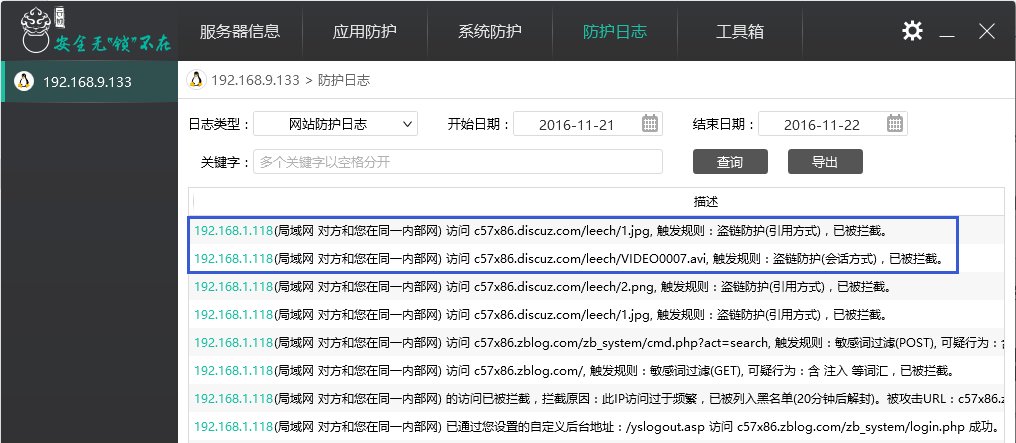 安全无"锁"不在
服务器信息 应用防护 系统防护 防护日志 工具箱
192.168.9.133
192.168.9.133 > 防护日志
日志类型： 网站防护日志 开始日期： 2016-11-21 结束日期： 2016-11-22
关键字： 多个关键字以空格分开 查询 导出
描述
192.168.1.118(局域网 对方和您在同一内部网) 访问 c57x86.discuz.com/leech/1.jpg, 触发规则：盗链防护(引用方式)，已被拦截。
192.168.1.118(局域网 对方和您在同一内部网) 访问 c57x86.discuz.com/leech/VIDEO0007.avi, 触发规则：盗链防护(会话方式)，已被拦截。
192.168.1.118(局域网 对方和您在同一内部网) 访问 c57x86.discuz.com/leech/2.png, 触发规则：盗链防护(引用方式)，已被拦截。
192.168.1.118(局域网 对方和您在同一内部网) 访问 c57x86.discuz.com/leech/1.jpg, 触发规则：盗链防护(引用方式)，已被拦截。
192.168.1.118(局域网 对方和您在同一内部网) 访问 c57x86.zblog.com/zb_system/cmd.php?act=search, 触发规则：敏感词过滤(POST), 可疑行为：含
192.168.1.118(局域网 对方和您在同一内部网) 访问 c57x86.zblog.com/, 触发规则：敏感词过滤(GET), 可疑行为：含 注入 等词汇，已被拦截。
192.168.1.118(局域网 对方和您在同一内部网) 的访问已被拦截，拦截原因：此IP访问过于频繁，已被列入黑名单(20分钟后解封)。被攻击URL：c57x86.z
192.168.1.118(局域网 对方和您在同一内部网) 已通过您设置的自定义后台地址：/yslogout.asp 访问 c57x86.zblog.com/zb_system/login.php 成功。